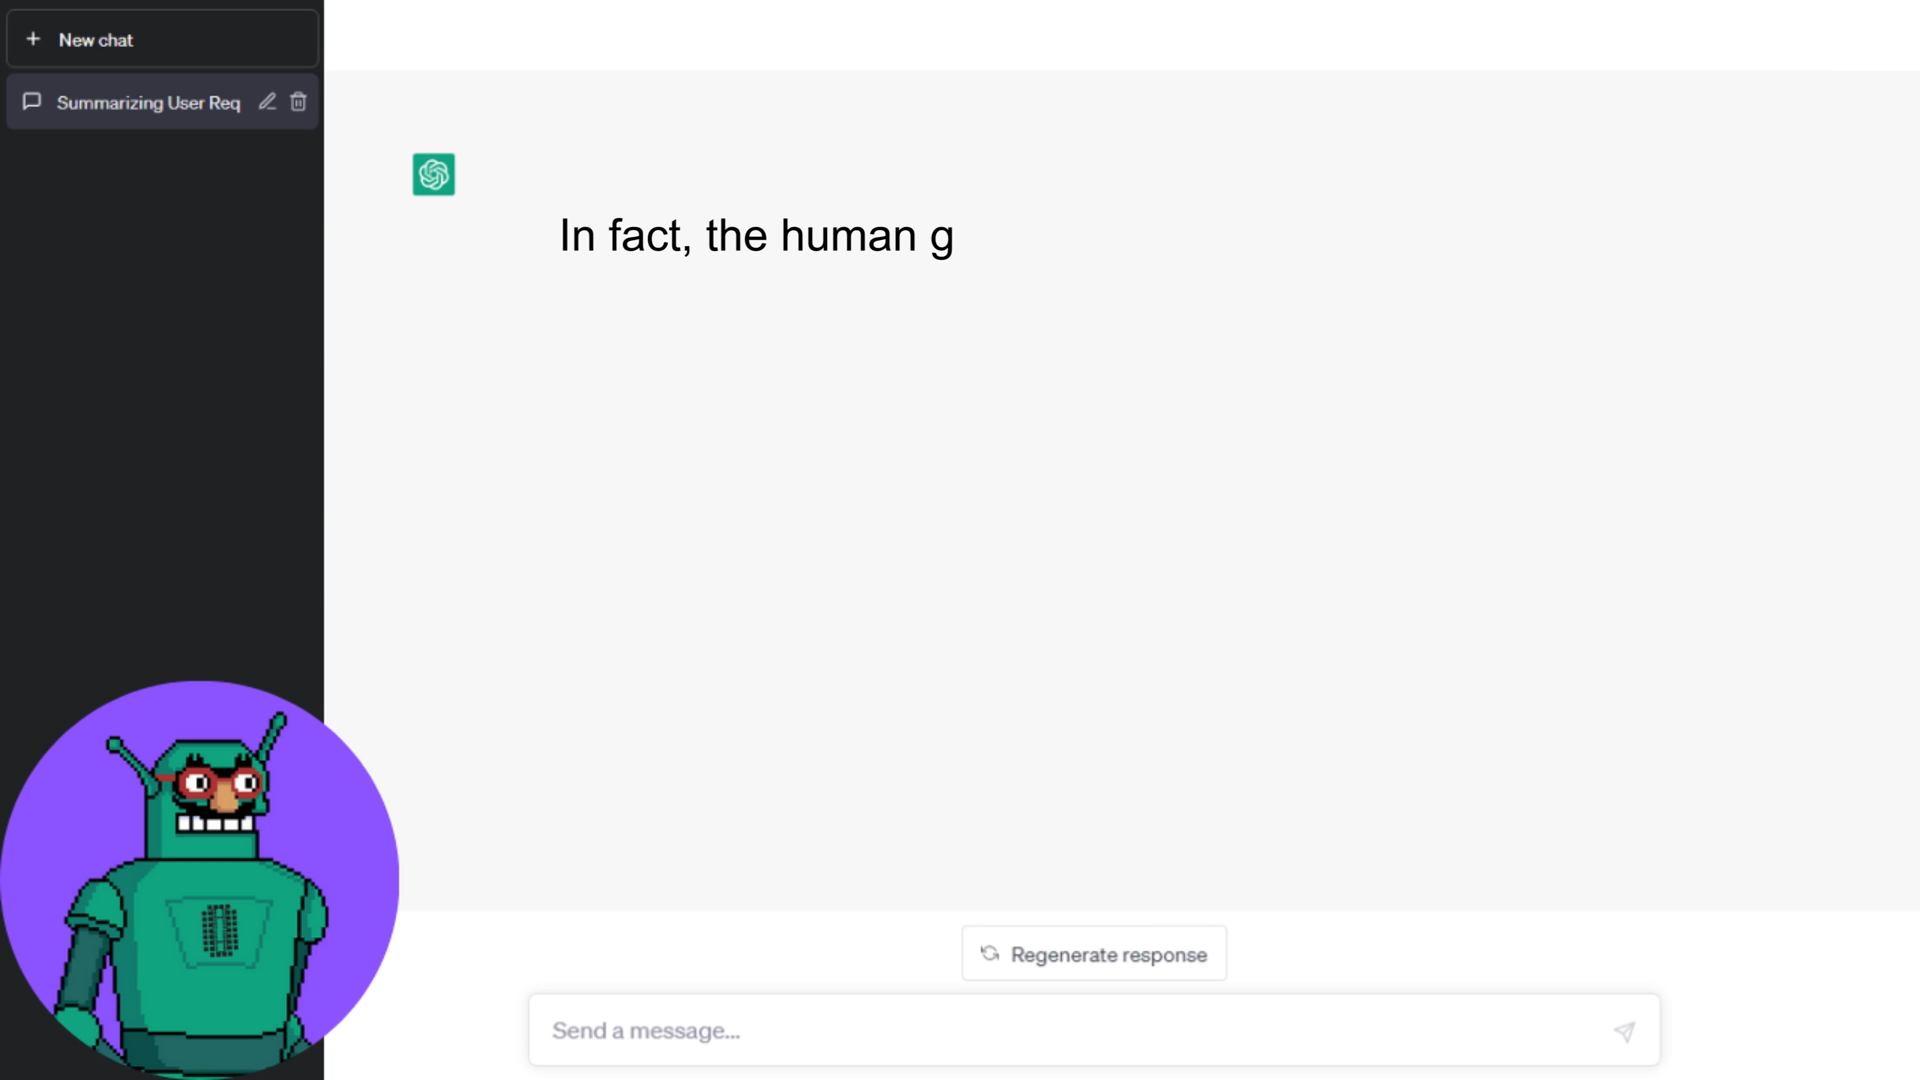 New chat
Summarizing User Req
In fact, the human g
Regenerate response
Send a message...